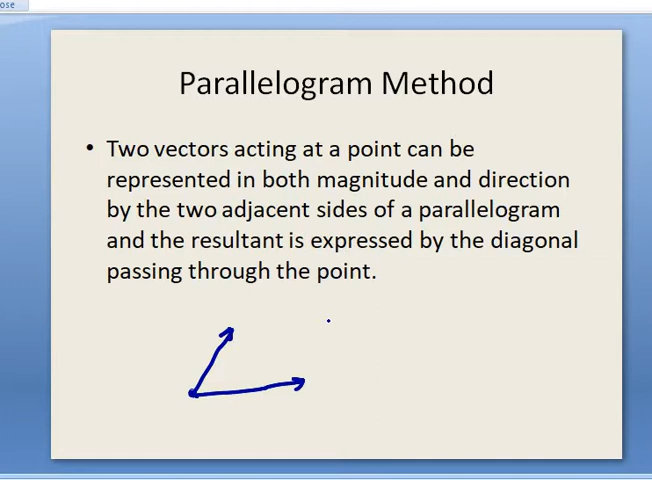 ose
Parallelogram Method
• Two vectors acting at a point can be
represented in both magnitude and direction
by the two adjacent sides of a parallelogram
and the resultant is expressed by the diagonal
passing through the point.